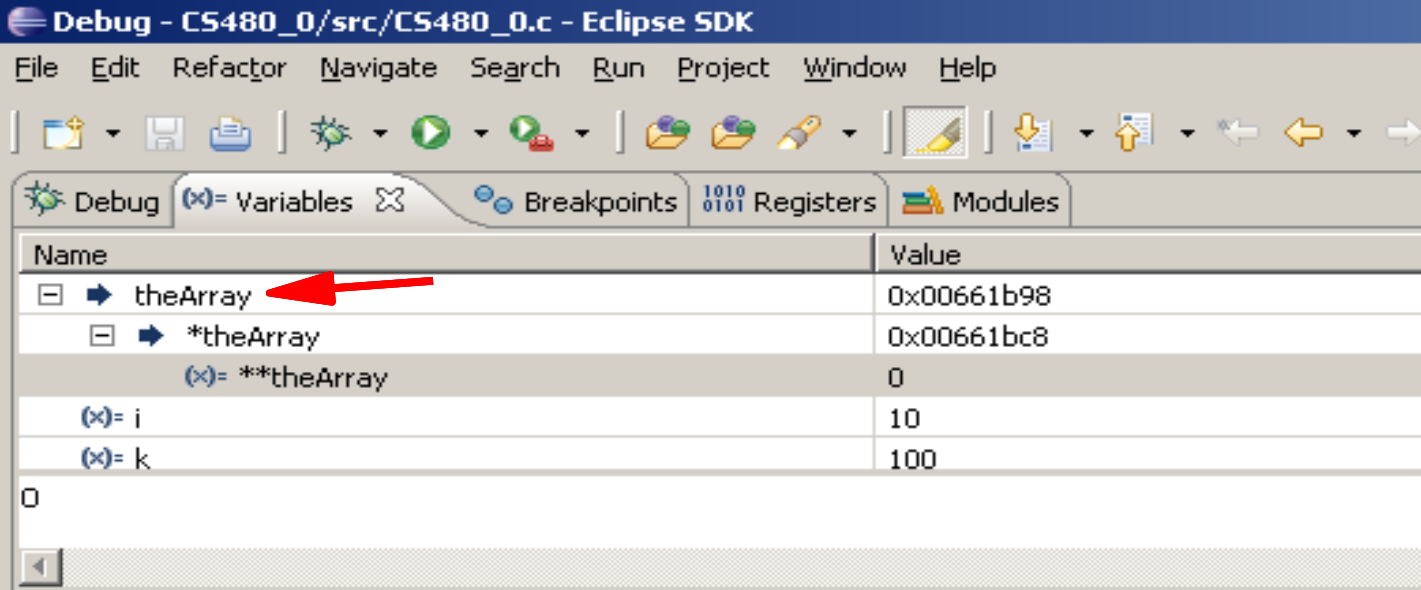 Debug - CS480_0/src/CS480_0.c - Eclipse SDK
File Edit Refactor Navigate Search Run Project Window Help
Debug (x)= Variables Breakpoints 1010 0101 Registers Modules
Name Value
theArray 0x00661b98
*theArray 0x00661bc8
(x)= **theArray 0
(x)= i 10
(x)= k 100
0